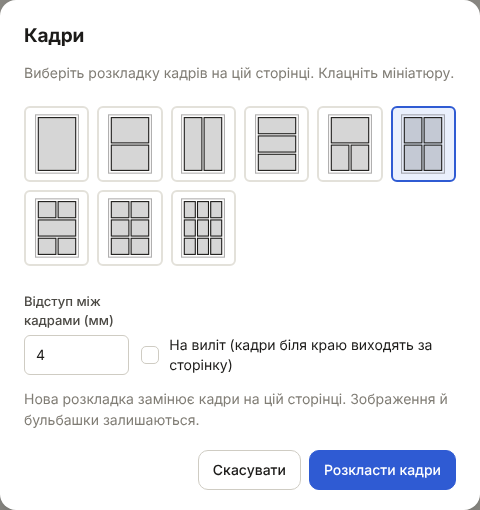 Кадри
Виберіть розкладку кадрів на цій сторінці. Клацніть мініатюру.
Відступ між
кадрами (мм)
4
На виліт (кадри біля краю виходять за
сторінку)
Нова розкладка замінює кадри на цій сторінці. Зображення й
бульбашки залишаються.
Скасувати
Розкласти кадри